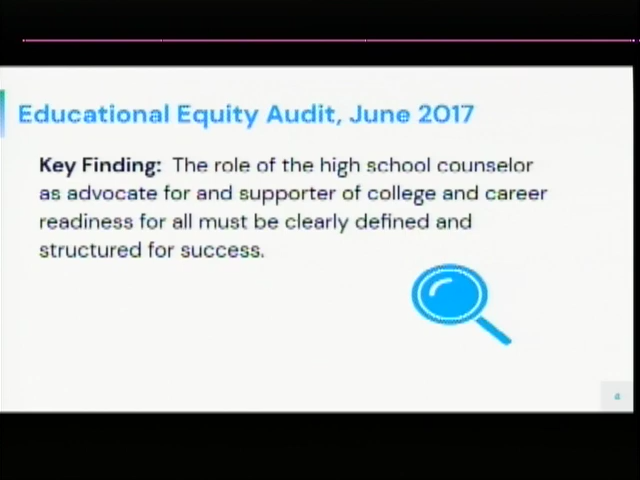 Educational Equity Audit, June 2017
Key Finding: The role of the high school counselor
as advocate for and supporter of college and career
readiness for all must be clearly defined and
structured for success.